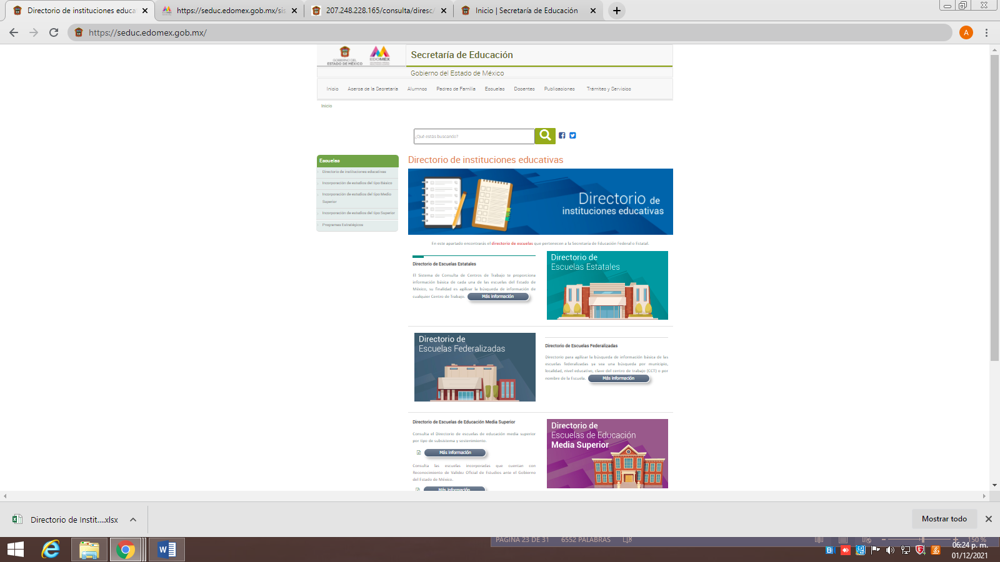 Directorio de instituciones educa
https://seduc.edomex.gob.mx/sis
207.248.228.165/consulta/diresc/
Inicio | Secretaría de Educación
https://seduc.edomex.gob.mx/
A
GOBIERNO DEL
ESTADO DE MÉXICO
EDOMÉX
Secretaría de Educación
Gobierno del Estado de México
Inicio Acerca de la Secretaría Alumnos Padres de Familia Escuelas Docentes Publicaciones Trámites y Servicios
Inicio
¿Qué estás buscando?
Escuelas
Directorio de instituciones educativas
Incorporación de estudios del tipo Básico
Incorporación de estudios del tipo Medio
Superior
Incorporación de estudios del tipo Superior
Programas Estratégicos
Directorio de instituciones educativas
Directorio de
instituciones educativas
En este apartado encontrarás el directorio de escuelas que pertenecen a la Secretaría de Educación Federal o Estatal.
Directorio de Escuelas Estatales
El Sistema de Consulta de Centros de Trabajo te proporciona
información básica de cada una de las escuelas del Estado de
México, su finalidad es agilizar la búsqueda de información de
cualquier Centro de Trabajo. Más información
Directorio de
Escuelas Estatales
Directorio de
Escuelas Federalizadas
Directorio de Escuelas Federalizadas
Directorio para agilizar la búsqueda de información básica de las
escuelas federalizadas ya sea una búsqueda por municipio,
localidad, nivel educativo, clave del centro de trabajo (CCT) o por
nombre de la Escuela. Más información
Directorio de Escuelas de Educación Media Superior
Consulta el Directorio de escuelas de educación media superior
por tipo de subsistema y sostenimiento.
Más información
Consulta las escuelas incorporadas que cuentan con
Reconocimiento de Validez Oficial de Estudios ante el Gobierno
del Estado de México.
Más información
Directorio de
Escuelas de Educación
Media Superior
Directorio de Instit....xlsx
Mostrar todo
PÁGINA 23 DE 31 6552 PALABRAS
150 %
06:24 p. m.
01/12/2021